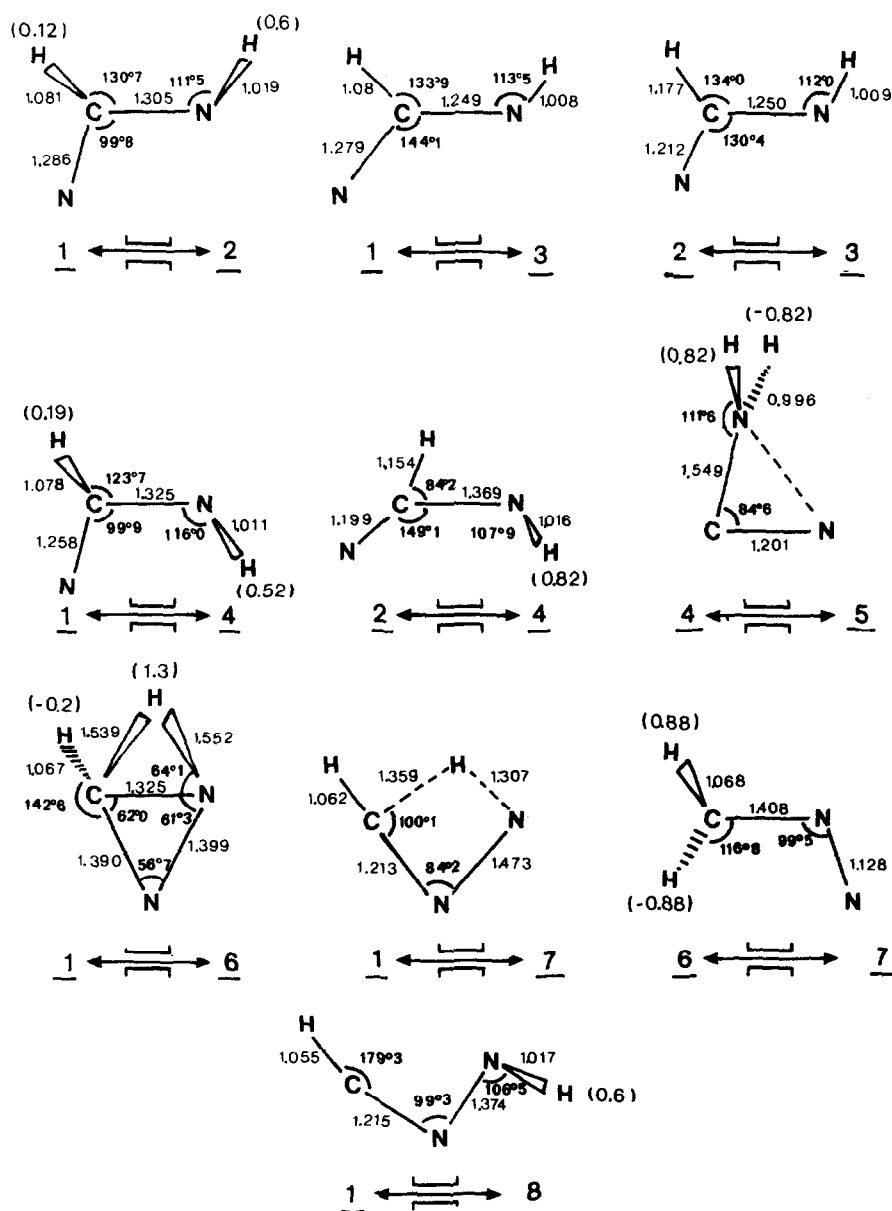 (0.12)
H
(0.6)
H
130°7
111°5
1.081
C
1.305
N
1.019
99°8
1.286
N
1 2
H
133°9
113°5
H
1.08
C
1.249
N
1.008
1.279
144°1
N
1 3
H
134°0
112°0
H
1.177
C
1.250
N
1.009
1.212
130°4
N
2 3
(0.19)
H
1.078
123°7
C
1.325
N
99°9
116°0
1.011
1.258
N
H
(0.52)
1 4
H
1.154
84°2
C
1.369
N
1.199
149°1
107°9
1.016
N
H
(0.82)
2 4
(-0.82)
(0.82)
H H
0.996
111°6
N
1.549
84°6
C
N
1.201
4 5
(1.3)
(-0.2)
H
H
1.539
1.552
1.067
64°1
1.325
142°6
C
N
62°0
61°3
1.390
56°7
1.399
N
1 6
H
1.359
H
1.307
1.062
C
100°1
N
1.213
84°2
1.473
N
1 7
(0.88)
H
1.068
C
1.408
N
116°8
99°5
H
1.128
(-0.88)
N
6 7
H
1.055
179°3
N
1.017
C
99°3
106°5
H (0.6)
1.215
1.374
N
1 8